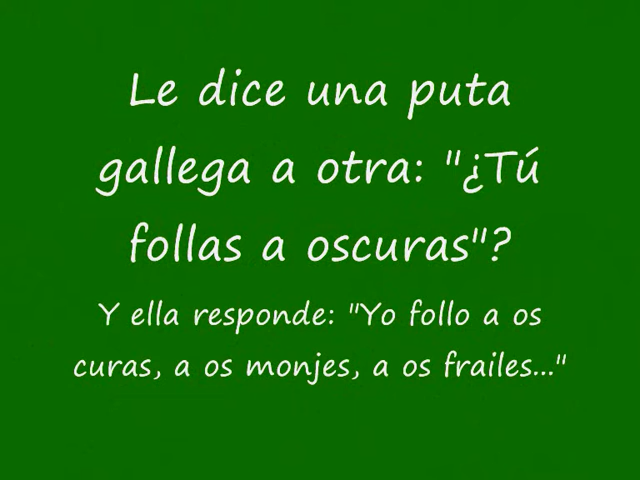 Le dice una puta
gallega a otra: "¿Tú
follas a oscuras"?
Y ella responde: "Yo follo a os
curas, a os monjes, a os frailes..."